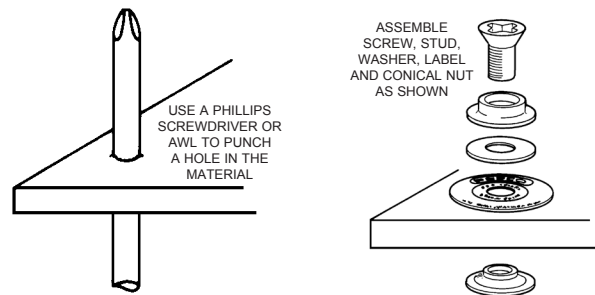 USE A PHILLIPS
SCREWDRIVER OR
AWL TO PUNCH
A HOLE IN THE
MATERIAL
ASSEMBLE
SCREW, STUD,
WASHER, LABEL
AND CONICAL NUT
AS SHOWN